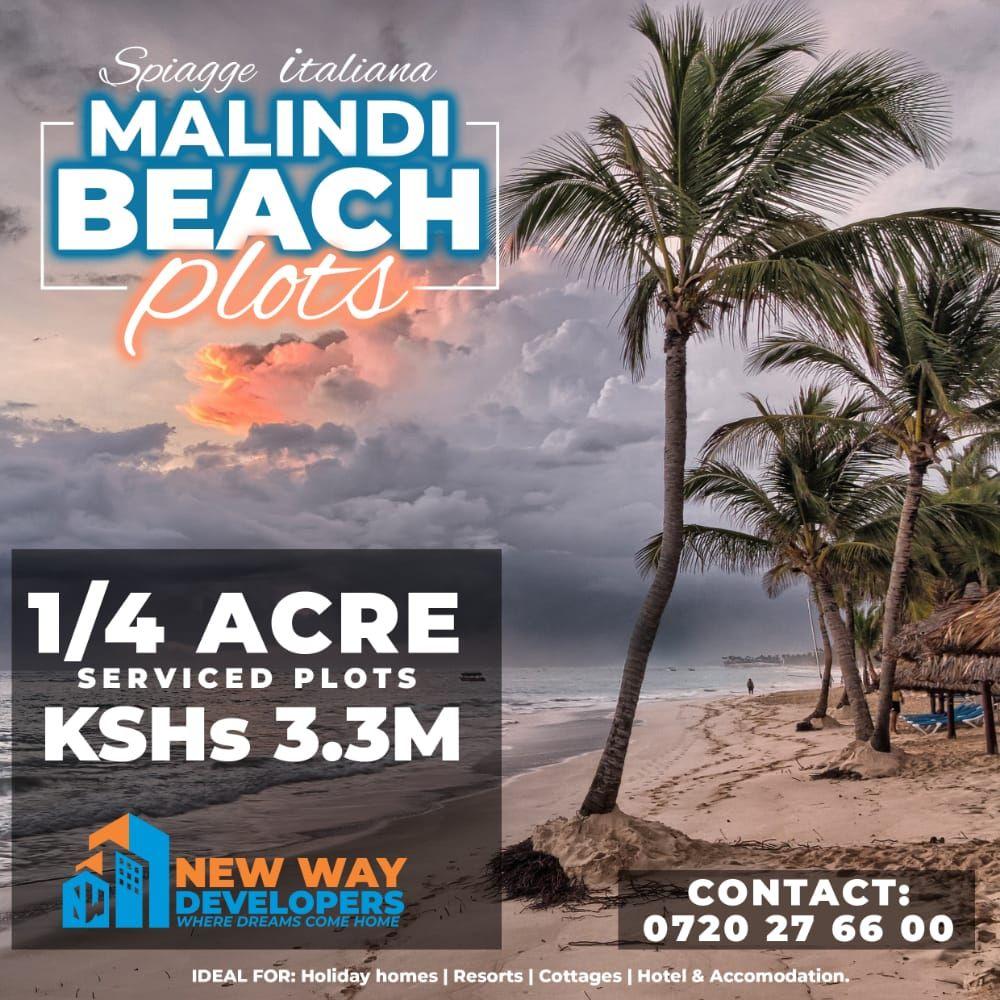 Spiagge italiana
MALINDI
BEACH
plots
1/4 ACRE
SERVICED PLOTS
KSHs 3.3M
NEW WAY
DEVELOPERS
WHERE DREAMS COME HOME
CONTACT:
0720 27 66 00
IDEAL FOR: Holiday homes | Resorts | Cottages | Hotel & Accomodation.